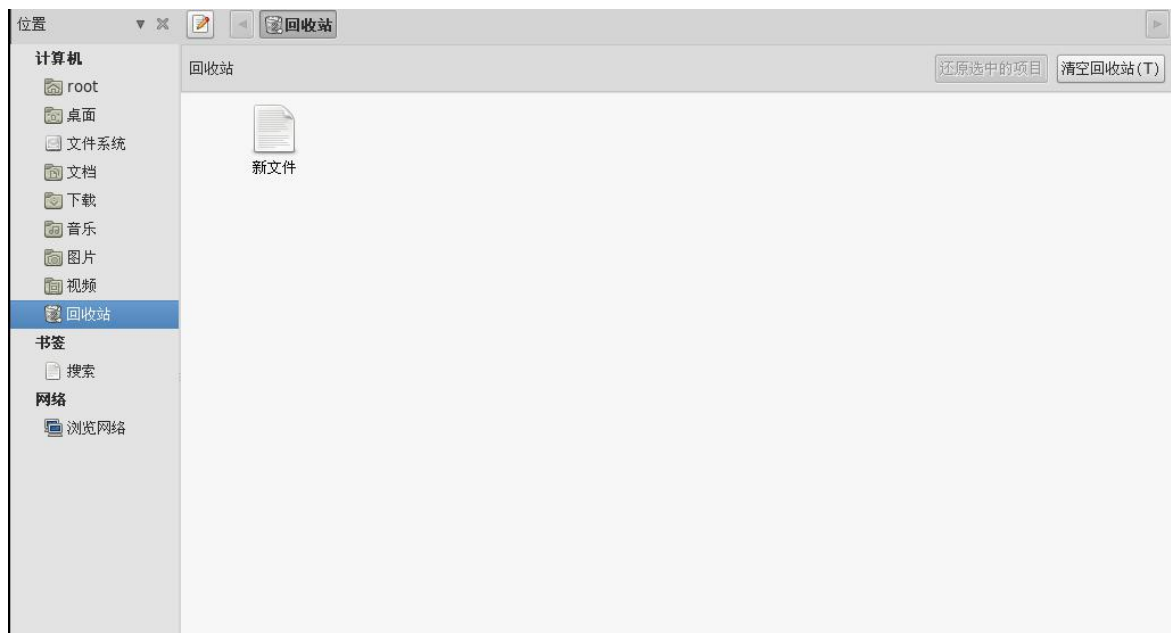 位置
回收站
计算机
root
桌面
文件系统
文档
下载
音乐
图片
视频
回收站
书签
搜索
网络
浏览网络
回收站
还原选中的项目
清空回收站(T)
新文件